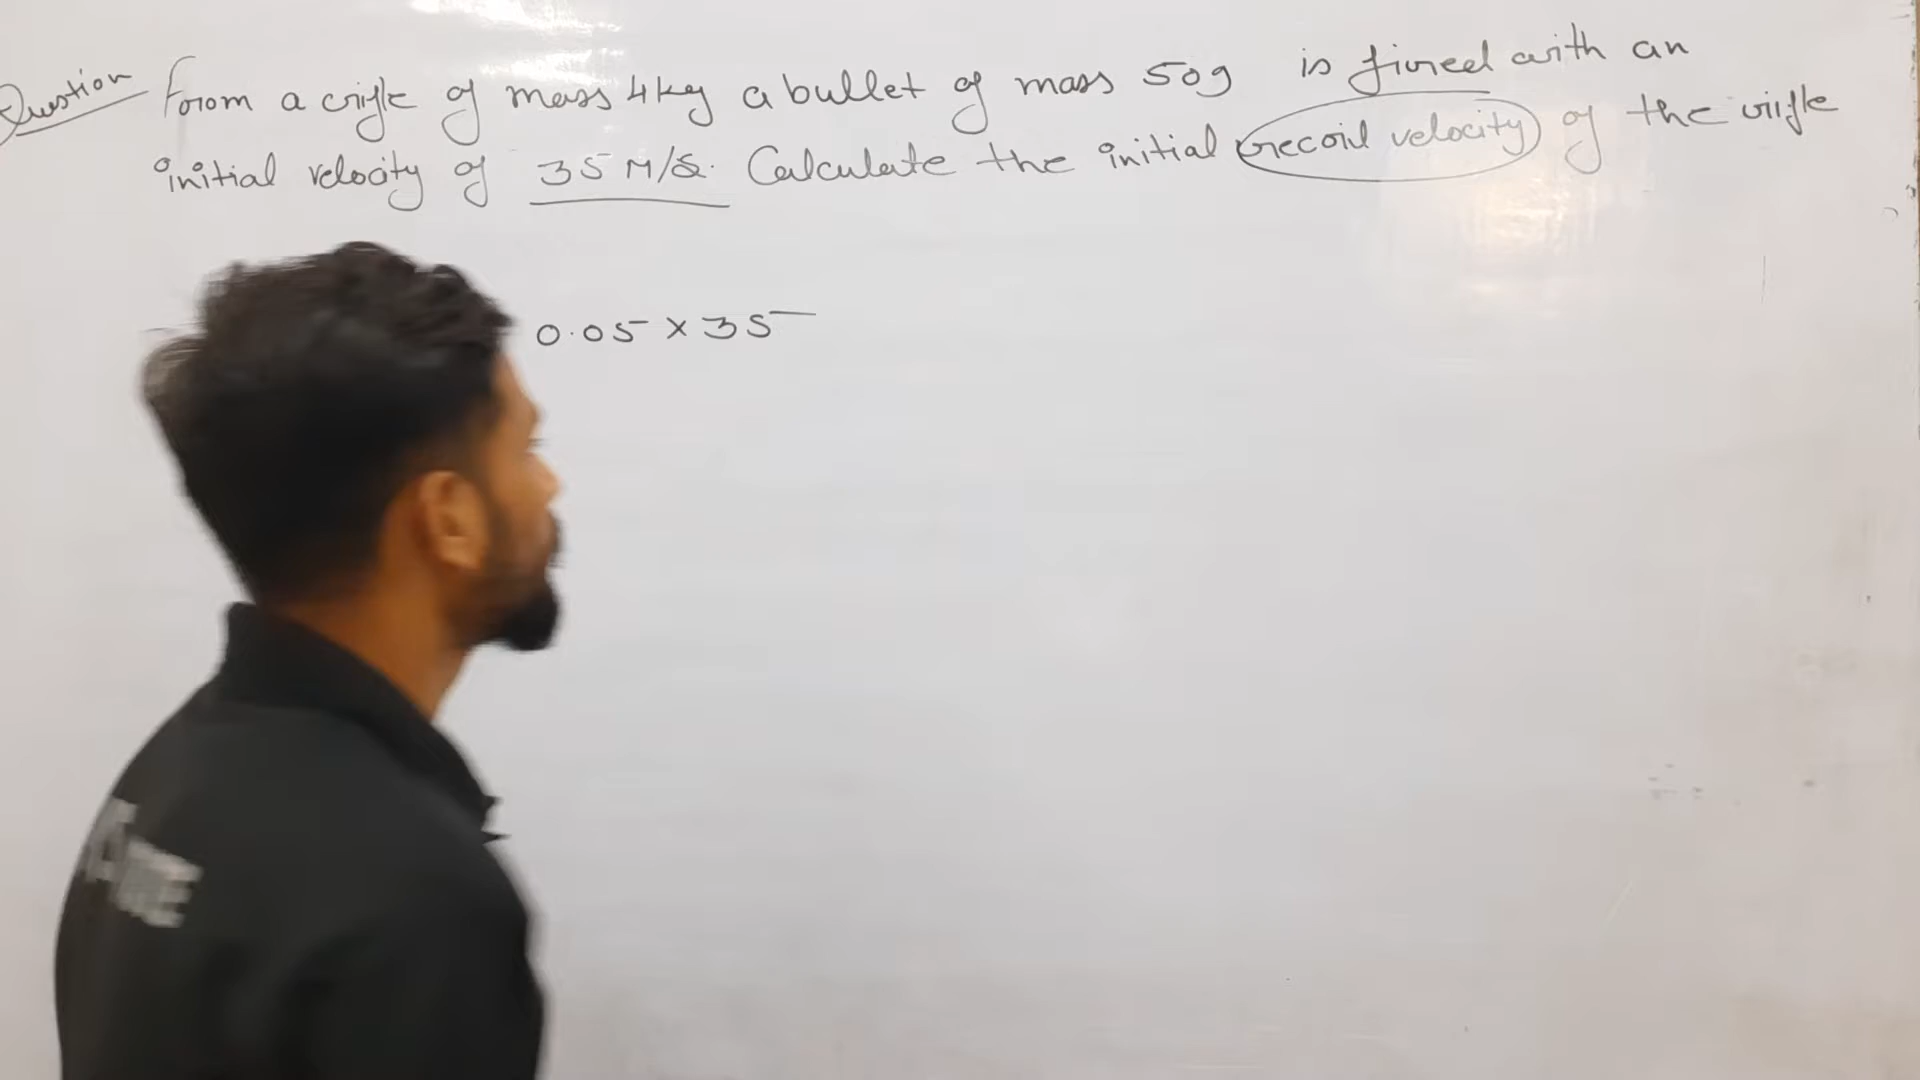 Question From a rifle of mass 4kg a bullet of mass 50g is fired with an
initial velocity of 35 M/S. Calculate the initial recoil velocity of the rifle
0.05 × 35